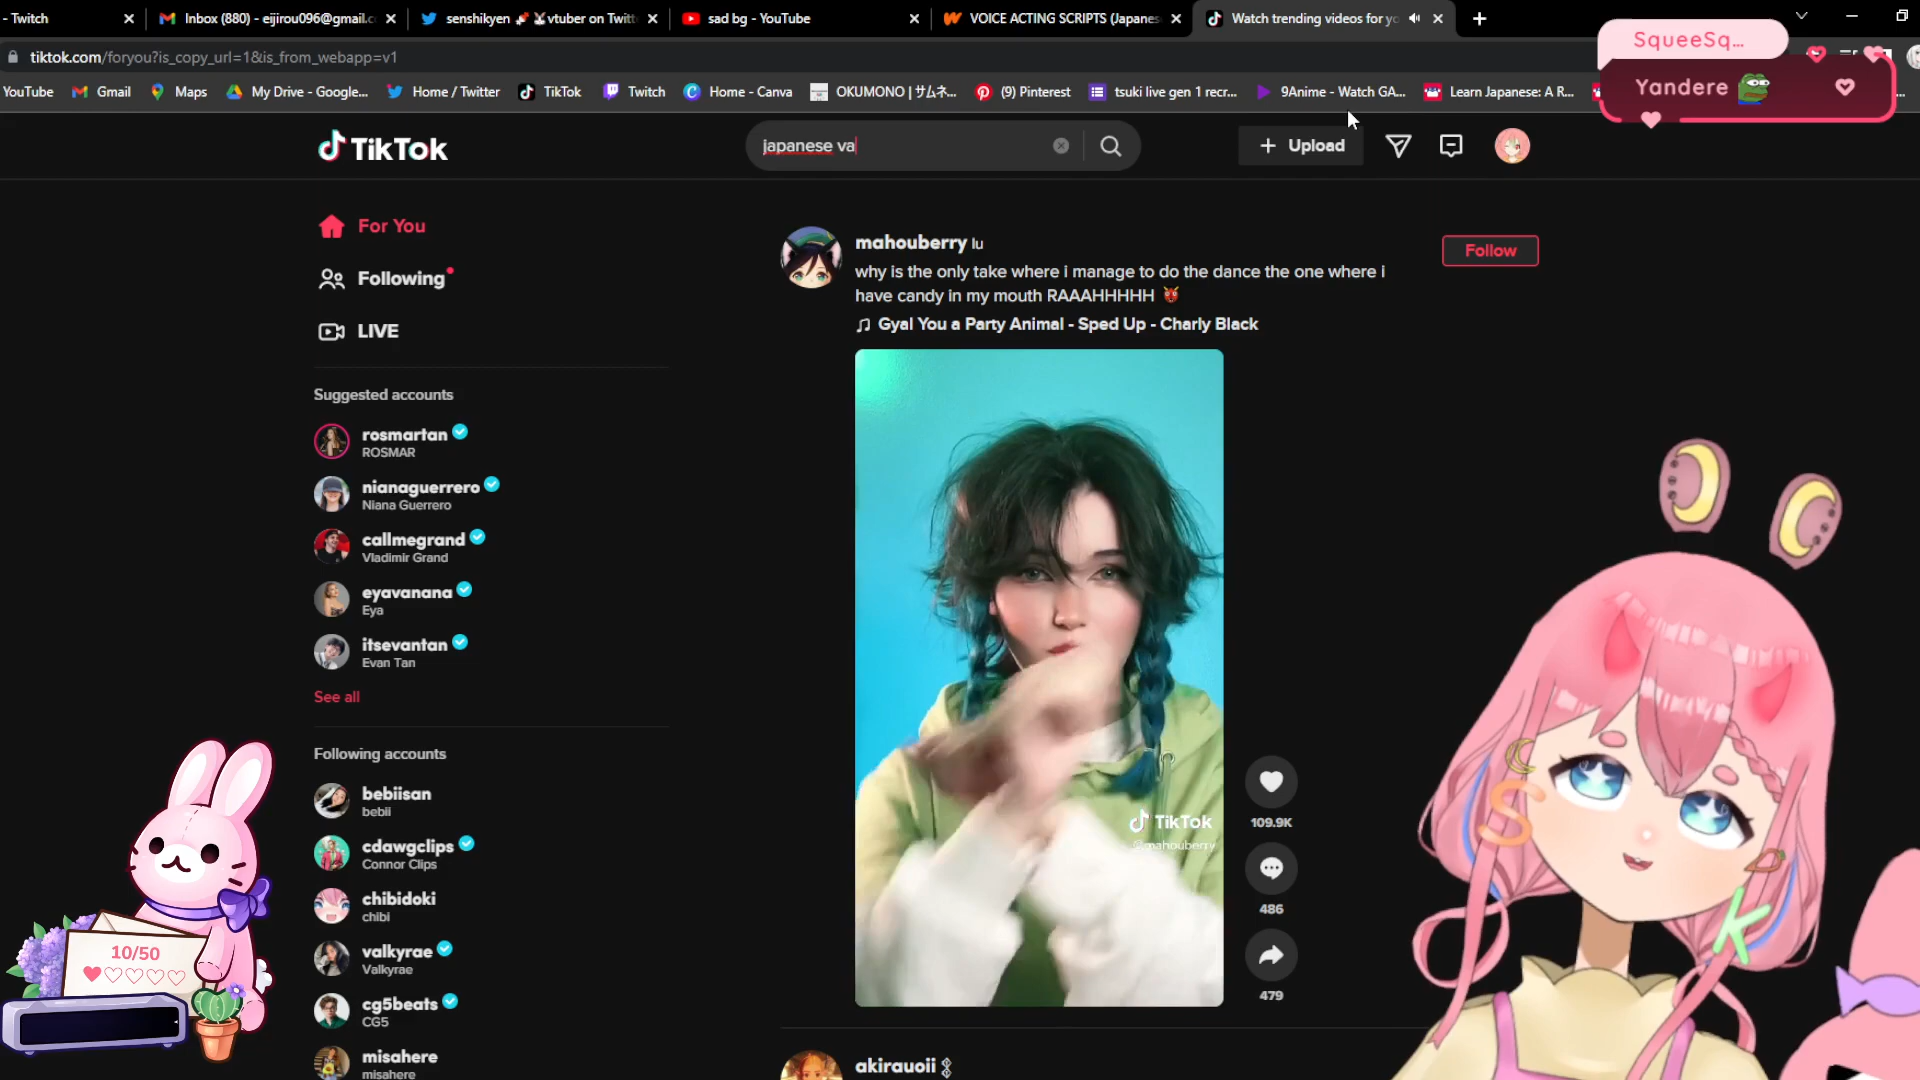 - Twitch
Inbox (880) - eijirou096@gmail.c
senshikyen 🚀 🐰vtuber on Twitt
sad bg - YouTube
VOICE ACTING SCRIPTS (Japanes
Watch trending videos for yo
tiktok.com/foryou?is_copy_url=1&is_from_webapp=v1
SqueeSq...
Yandere
YouTube
Gmail
Maps
My Drive - Google...
Home / Twitter
TikTok
Twitch
Home - Canva
OKUMONO | サムネ...
(9) Pinterest
tsuki live gen 1 recr...
9Anime - Watch GA...
Learn Japanese: A R...
TikTok
japanese va
Upload
For You
Following
LIVE
Suggested accounts
rosmartan
ROSMAR
nianaguerrero
Niana Guerrero
callmegrand
Vladimir Grand
eyavanana
Eya
itsevantan
Evan Tan
See all
Following accounts
bebiisan
bebii
cdawgclips
Connor Clips
chibidoki
chibi
valkyrae
Valkyrae
cg5beats
CG5
misahere
misahere
mahouberry lu
why is the only take where i manage to do the dance the one where i
have candy in my mouth RAAAHHHHH 👹
Gyal You a Party Animal - Sped Up - Charly Black
Follow
TikTok
@mahouberry
109.9K
486
479
akirauoii
10/50
S
K